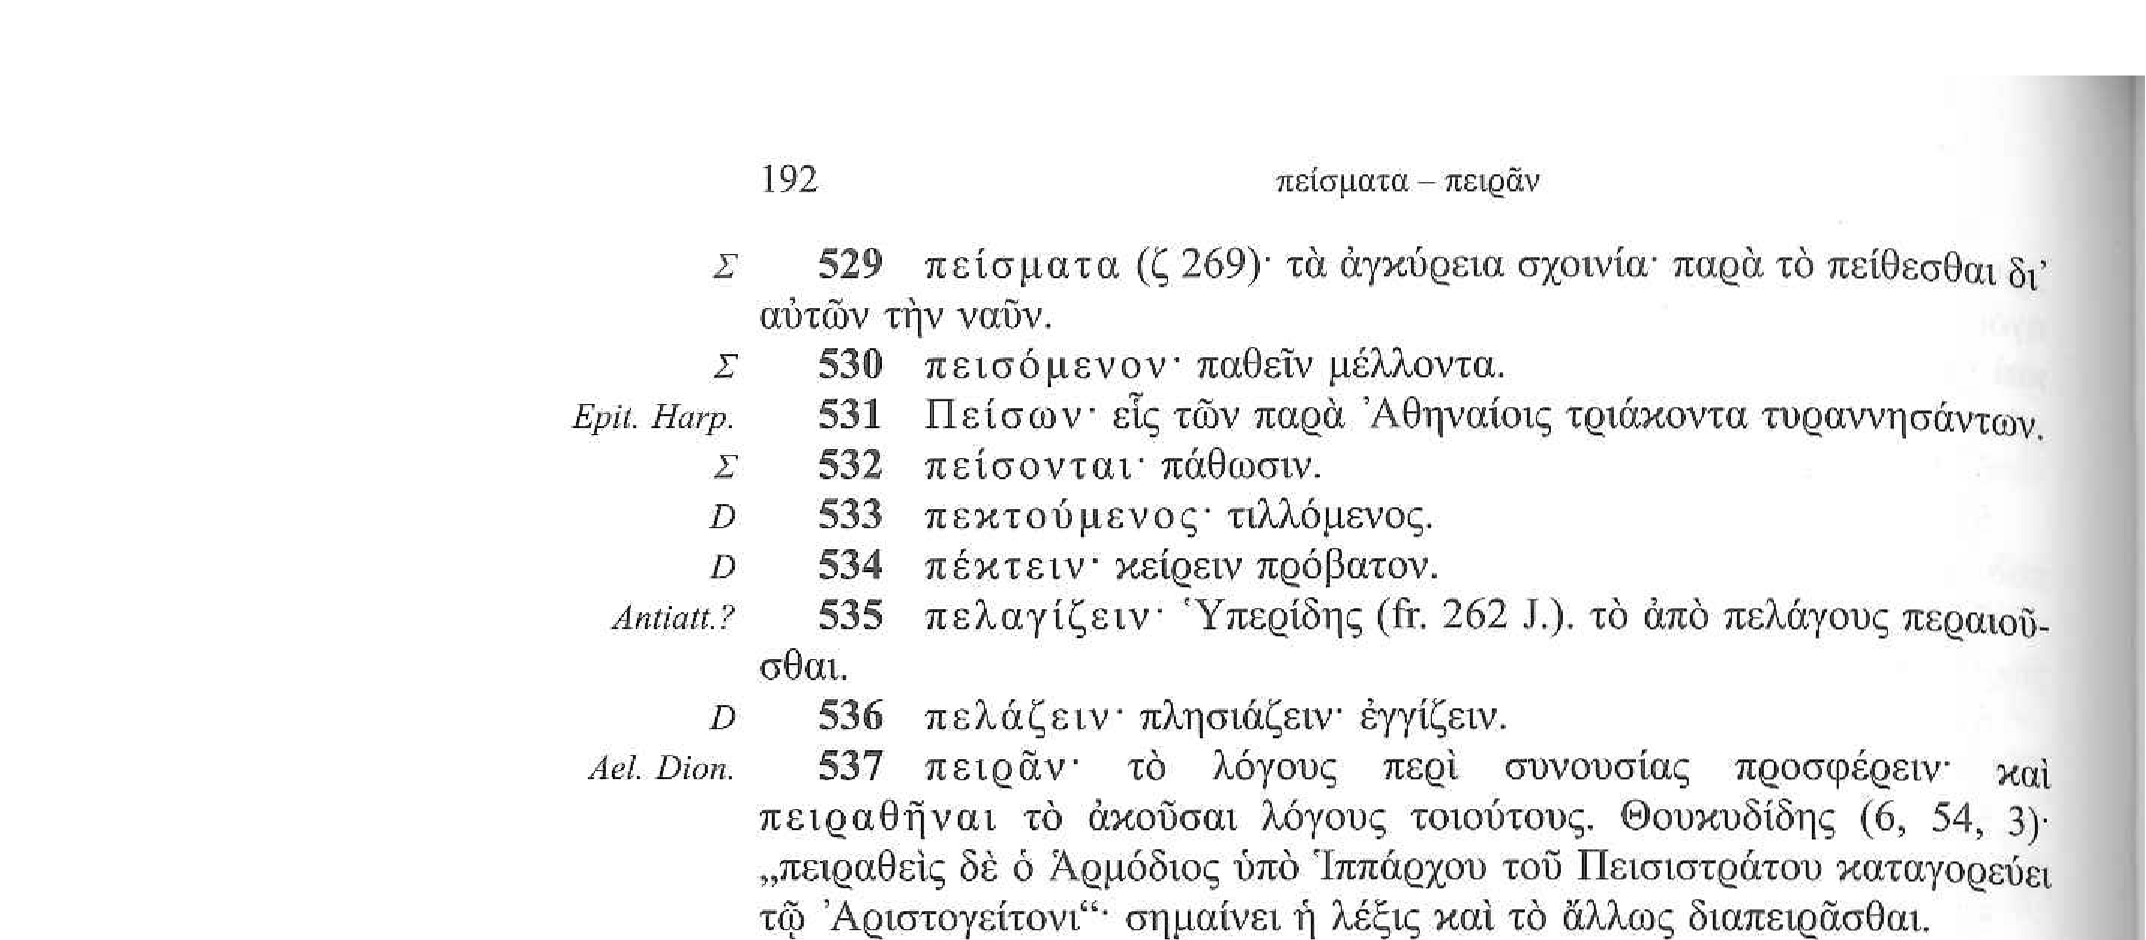 192 πείσματα – πειρᾶν
Σ 529 πείσματα (ζ 269)· τὰ ἀγκύρεια σχοινία· παρὰ τὸ πείθεσθαι δι’
αὐτῶν τὴν ναῦν.
Σ 530 πεισόμενον· παθεῖν μέλλοντα.
Epit. Harp. 531 Πείσων· εἷς τῶν παρὰ Ἀθηναίοις τριάκοντα τυραννησάντων.
Σ 532 πείσονται· πάθωσιν.
D 533 πεκτούμενος· τιλλόμενος.
D 534 πέκτειν· κείρειν πρόβατον.
Antiatt.? 535 πελαγίζειν· Ὑπερίδης (fr. 262 J.). τὸ ἀπὸ πελάγους περαιοῦ-
σθαι.
D 536 πελάζειν· πλησιάζειν· ἐγγίζειν.
Ael. Dion. 537 πειρᾶν· τὸ λόγους περὶ συνουσίας προσφέρειν· καὶ
πειραθῆναι τὸ ἀκοῦσαι λόγους τοιούτους. Θουκυδίδης (6, 54, 3)·
„πειραθεὶς δὲ ὁ Ἁρμόδιος ὑπὸ Ἱππάρχου τοῦ Πεισιστράτου καταγορεύει
τῷ Ἀριστογείτονι“· σημαίνει ἡ λέξις καὶ τὸ ἄλλως διαπειρᾶσθαι.